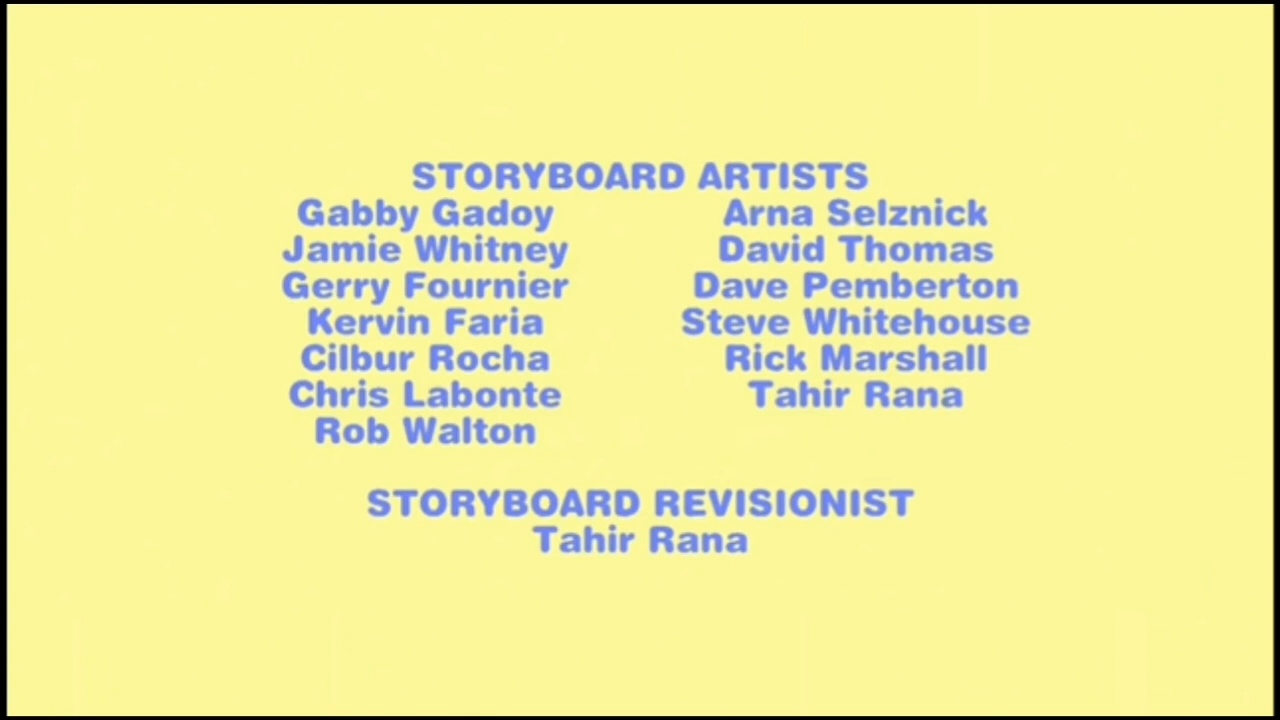 STORYBOARD ARTISTS
Gabby Gadoy
Jamie Whitney
Gerry Fournier
Kervin Faria
Cilbur Rocha
Chris Labonte
Rob Walton
Arna Selznick
David Thomas
Dave Pemberton
Steve Whitehouse
Rick Marshall
Tahir Rana
STORYBOARD REVISIONIST
Tahir Rana